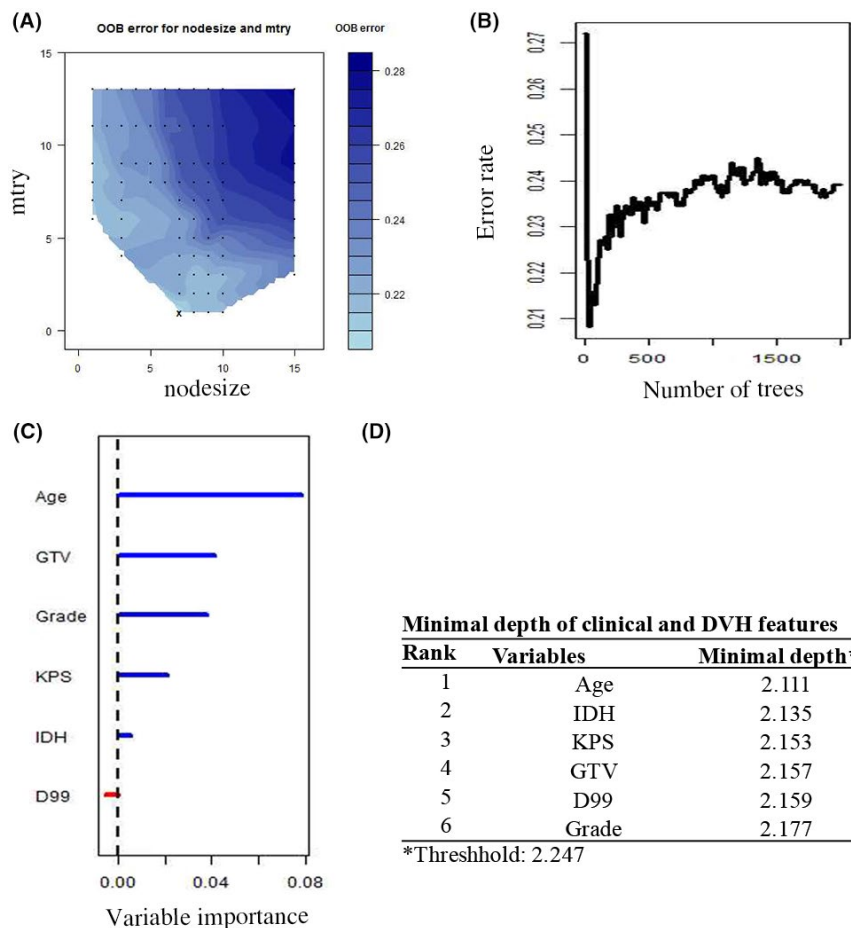 (A)
OOB error for nodesize and mtry
OOB error
15
10
5
0
mtry
0
5
10
15
nodesize
0.28
0.26
0.24
0.22
(B)
0.27
0.26
0.25
0.24
0.23
0.22
0.21
Error rate
0
500
1500
Number of trees
(C)
Age
GTV
Grade
KPS
IDH
D99
0.00
0.04
0.08
Variable importance
(D)
Minimal depth of clinical and DVH features
Rank Variables Minimal depth*
1 Age 2.111
2 IDH 2.135
3 KPS 2.153
4 GTV 2.157
5 D99 2.159
6 Grade 2.177
*Threshhold: 2.247
x